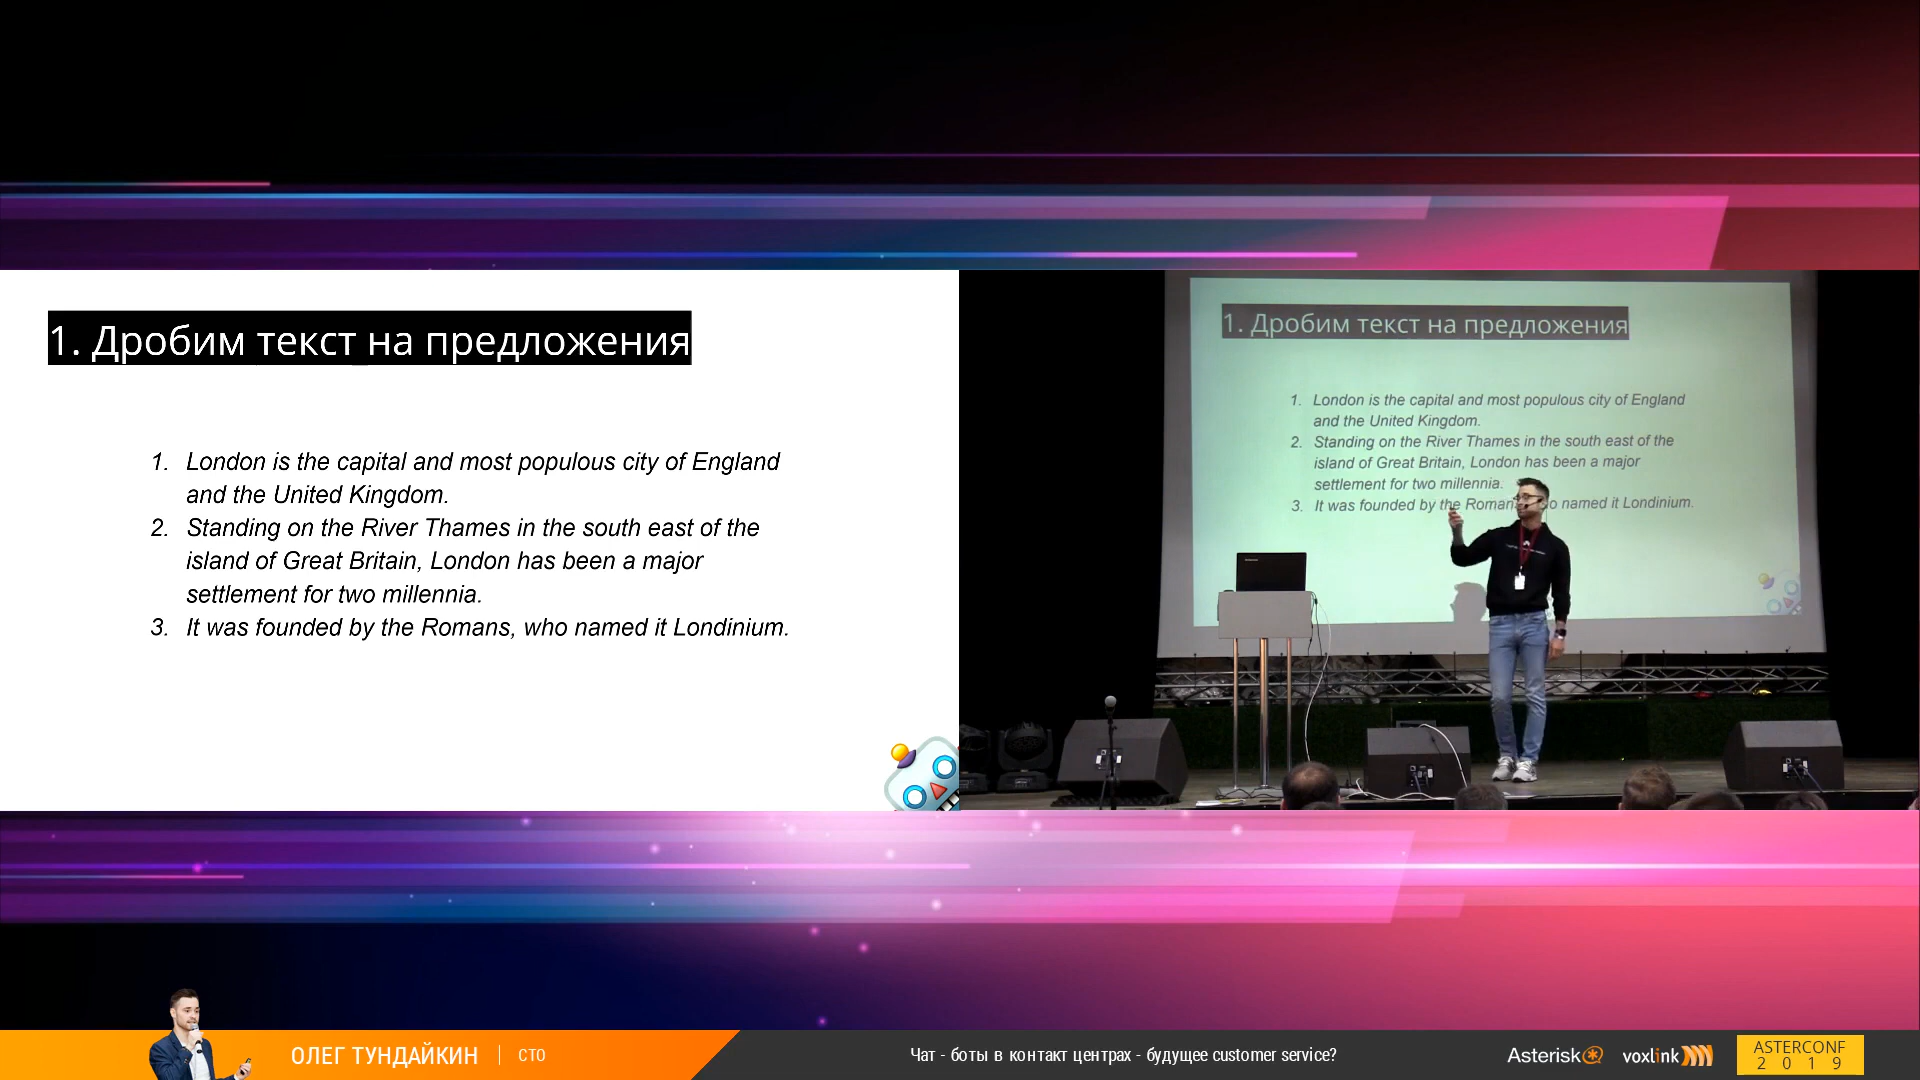 1. Дробим текст на предложения
1. London is the capital and most populous city of England
and the United Kingdom.
2. Standing on the River Thames in the south east of the
island of Great Britain, London has been a major
settlement for two millennia.
3. It was founded by the Romans, who named it Londinium.
1. Дробим текст на предложения
1. London is the capital and most populous city of England
and the United Kingdom.
2. Standing on the River Thames in the south east of the
island of Great Britain, London has been a major
settlement for two millennia.
3. It was founded by the named it Londinium.
ОЛЕГ ТУНДАЙКИН | СТО
Чат - боты в контакт центрах - будущее customer service?
Asterisk
voxlink
ASTERCONF
2 0 1 9